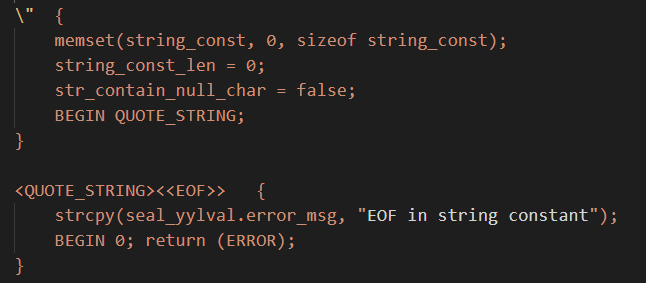 \" {
memset(string_const, 0, sizeof string_const);
string_const_len = 0;
str_contain_null_char = false;
BEGIN QUOTE_STRING;
}
<QUOTE_STRING><<EOF>> {
strcpy(seal_yylval.error_msg, "EOF in string constant");
BEGIN 0; return (ERROR);
}